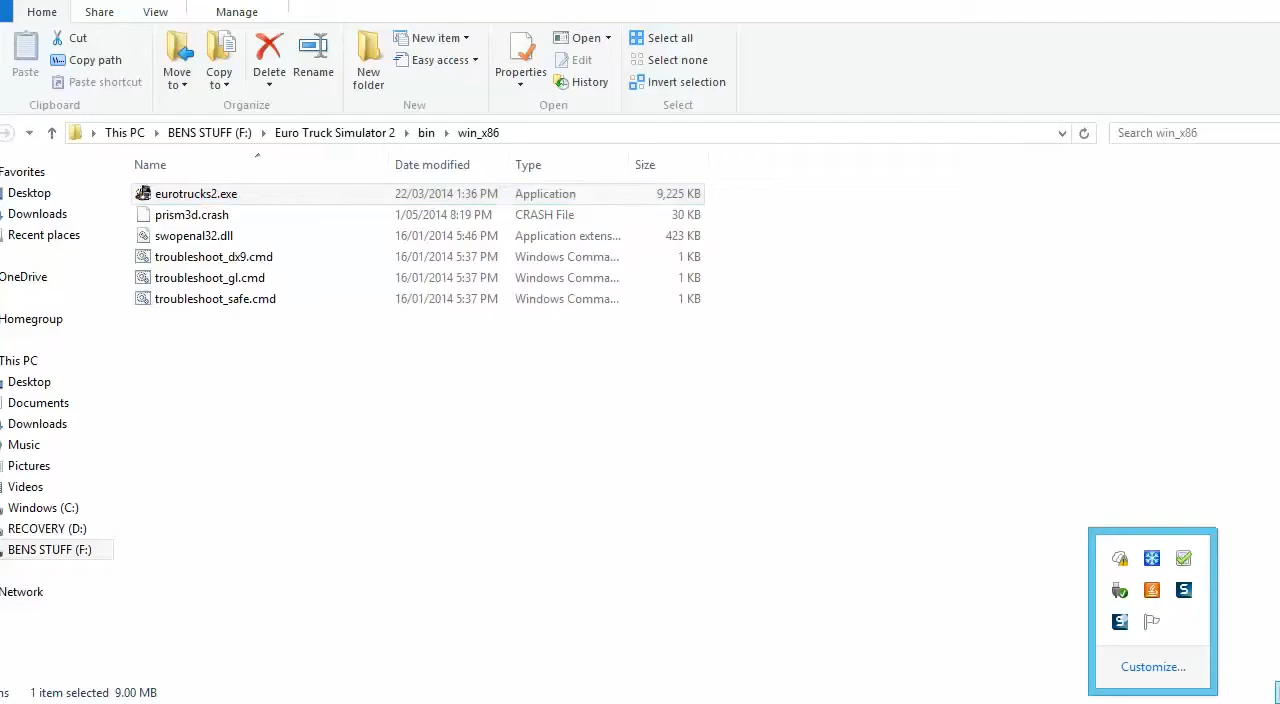 Home Share View Manage
Cut
Copy path
Paste shortcut
Paste
Clipboard
Move to
Copy to
Delete
Rename
Organize
New folder
New item
Easy access
New
Properties
Open
Edit
History
Open
Select all
Select none
Invert selection
Select
This PC BENS STUFF (F:) Euro Truck Simulator 2 bin win_x86
Search win_x86
Name Date modified Type Size
eurotrucks2.exe 22/03/2014 1:36 PM Application 9,225 KB
prism3d.crash 1/05/2014 8:19 PM CRASH File 30 KB
swopenal32.dll 16/01/2014 5:46 PM Application extens... 423 KB
troubleshoot_dx9.cmd 16/01/2014 5:37 PM Windows Comma... 1 KB
troubleshoot_gl.cmd 16/01/2014 5:37 PM Windows Comma... 1 KB
troubleshoot_safe.cmd 16/01/2014 5:37 PM Windows Comma... 1 KB
Favorites
Desktop
Downloads
Recent places
OneDrive
Homegroup
This PC
Desktop
Documents
Downloads
Music
Pictures
Videos
Windows (C:)
RECOVERY (D:)
BENS STUFF (F:)
Network
Customize...
1 item selected 9.00 MB